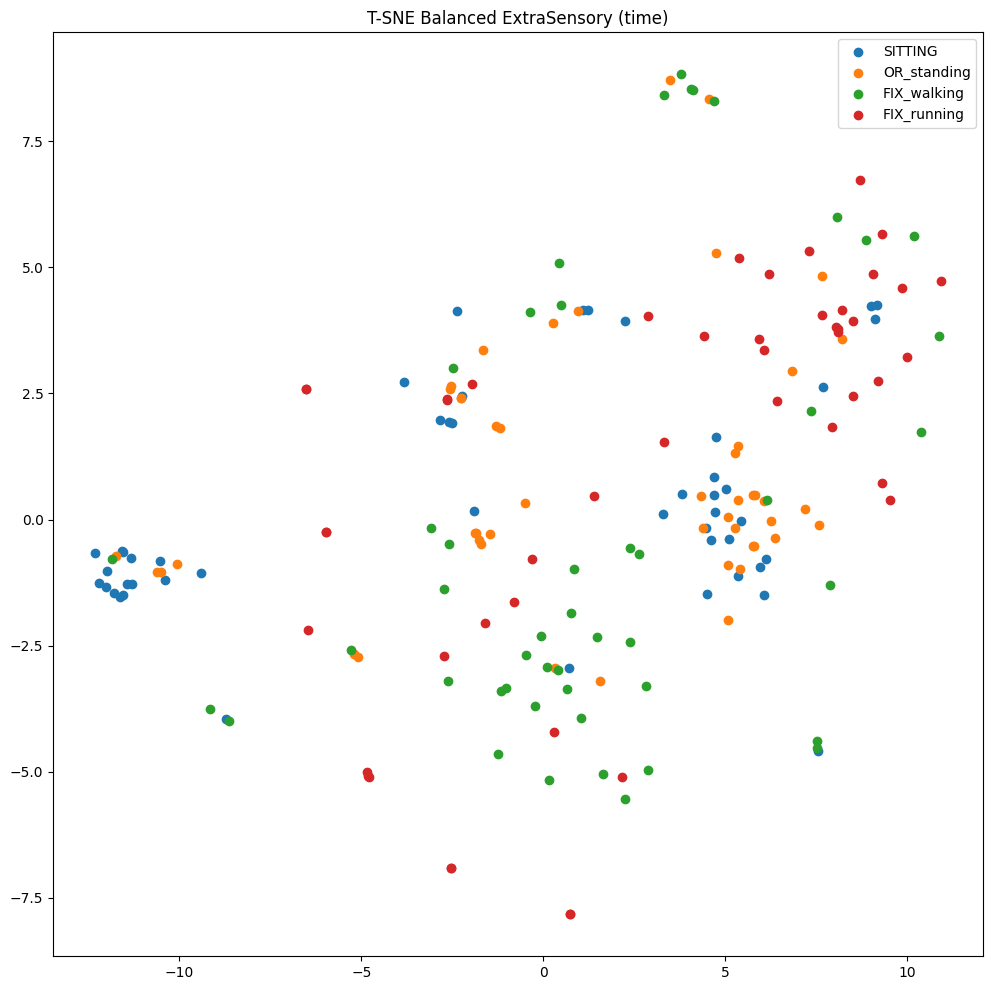 T-SNE Balanced ExtraSensory (time)
SITTING
OR_standing
FIX_walking
FIX_running
7.5
5.0
2.5
0.0
−2.5
−5.0
−7.5
−10
−5
0
5
10